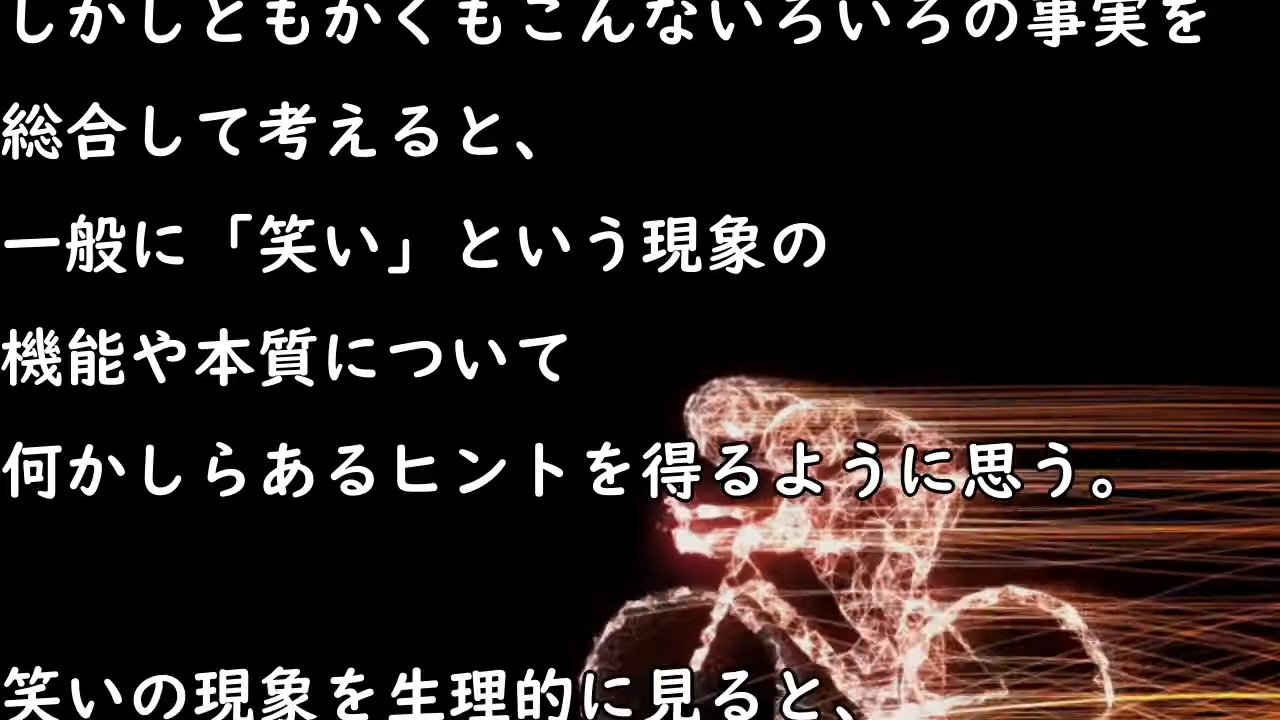 しかしともかくもこんないろいろの事実を
総合して考えると、
一般に「笑い」という現象の
機能や本質について
何かしらあるヒントを得るように思う。
笑いの現象を生理的に見ると、